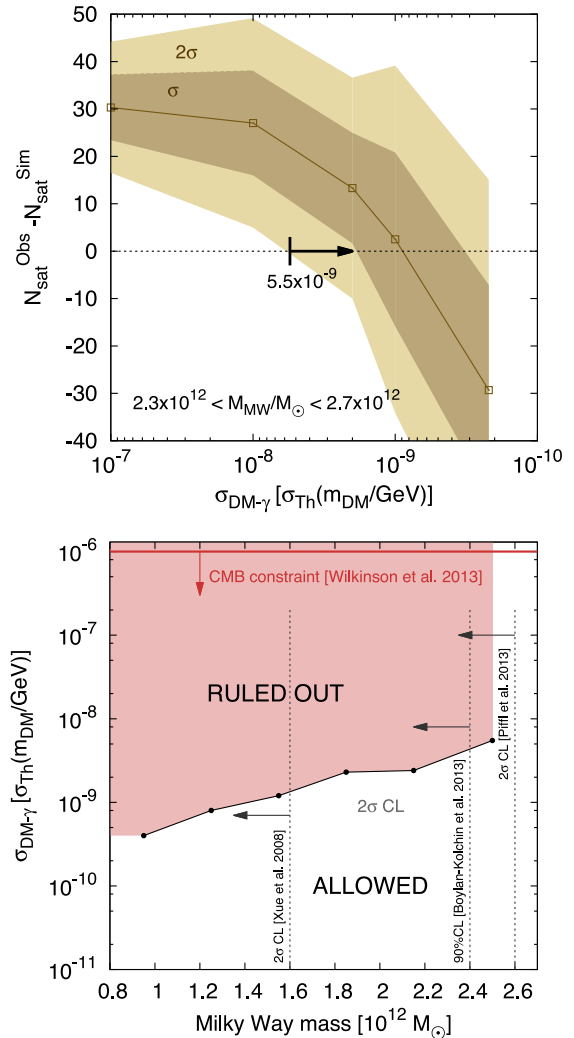 50
40
30
20
10
0
-10
-20
-30
-40
N_sat^Obs -N_sat^Sim
2σ
σ
5.5x10^-9
2.3x10^12 < M_MW/M_⊙ < 2.7x10^12
10^-7 10^-8 10^-9 10^-10
σ_DM-γ [σ_Th(m_DM/GeV)]
10^-6
10^-7
10^-8
10^-9
10^-10
10^-11
σ_DM-γ [σ_Th(m_DM/GeV)]
CMB constraint [Wilkinson et al. 2013]
RULED OUT
2σ CL
ALLOWED
2σ CL [Xue et al. 2008]
90%CL [Boylan-Kolchin et al. 2013]
2σ CL [Piffl et al. 2013]
0.8 1 1.2 1.4 1.6 1.8 2 2.2 2.4 2.6
Milky Way mass [10^12 M_⊙]